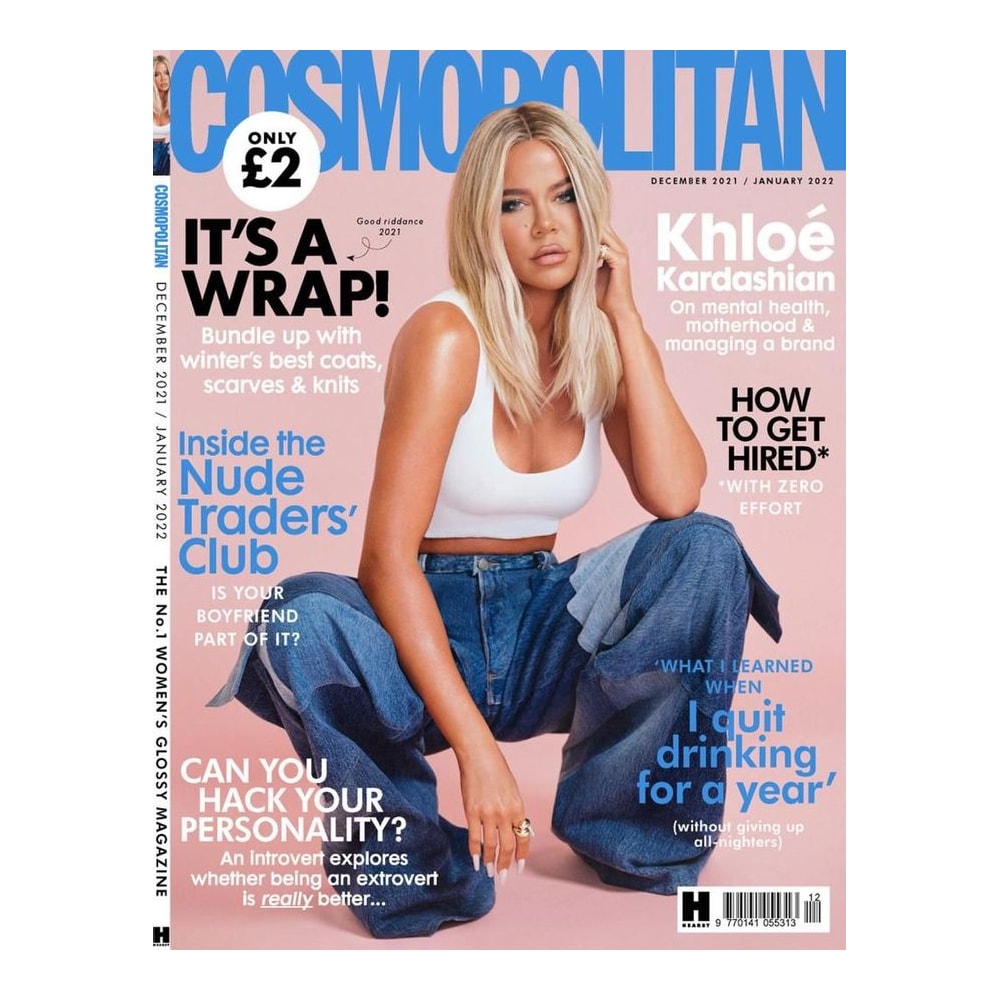 COSMOPOLITAN
DECEMBER 2021 / JANUARY 2022
ONLY
£2
IT'S A
WRAP!
Good riddance
2021
Bundle up with
winter's best coats,
scarves & knits
Khloé
Kardashian
On mental health,
motherhood &
managing a brand
HOW
TO GET
HIRED*
*WITH ZERO
EFFORT
Inside the
Nude
Traders'
Club
IS YOUR
BOYFRIEND
PART OF IT?
'WHAT I LEARNED
WHEN
I quit
drinking
for a year'
(without giving up
all-nighters)
CAN YOU
HACK YOUR
PERSONALITY?
An introvert explores
whether being an extrovert
is really better...
H
HEARST
12
9 770141 055313
COSMOPOLITAN
DECEMBER 2021 / JANUARY 2022
THE No.1 WOMEN'S GLOSSY MAGAZINE
H
HEARST